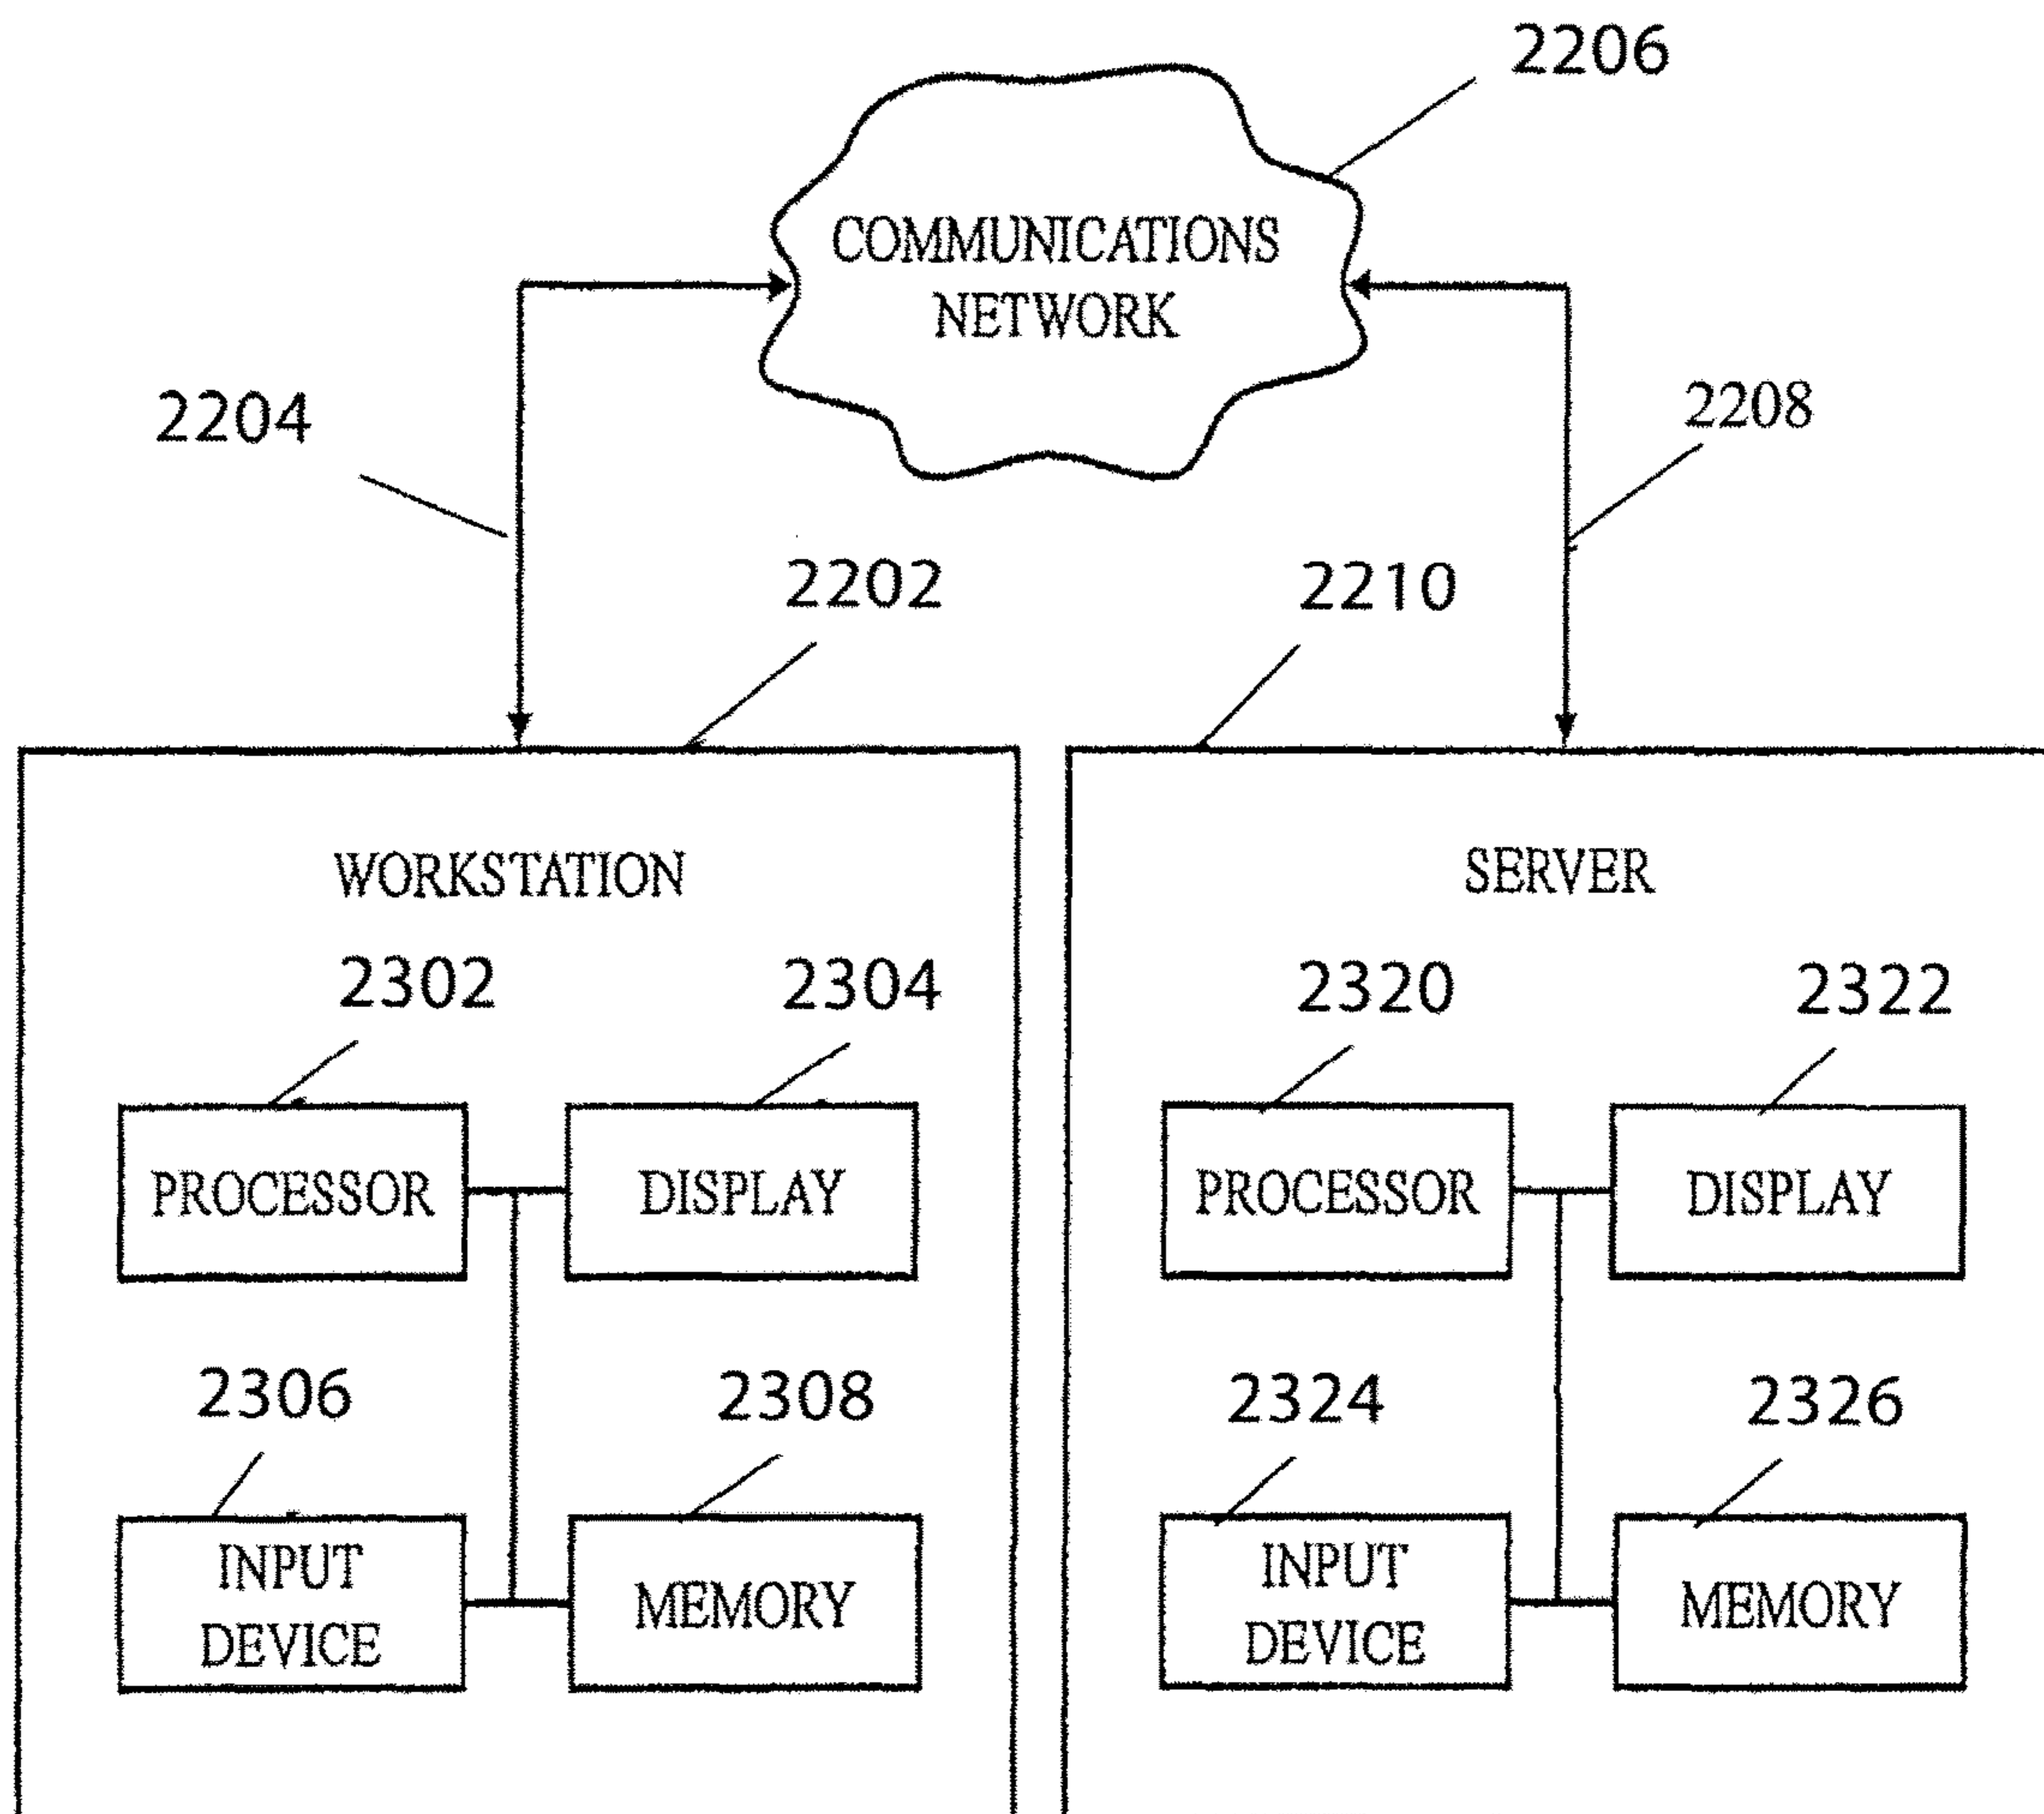 2206
COMMUNICATIONS
NETWORK
2204
2208
2202
2210
WORKSTATION
SERVER
2302
2304
2320
2322
PROCESSOR
DISPLAY
PROCESSOR
DISPLAY
2306
2308
2324
2326
INPUT
DEVICE
MEMORY
INPUT
DEVICE
MEMORY